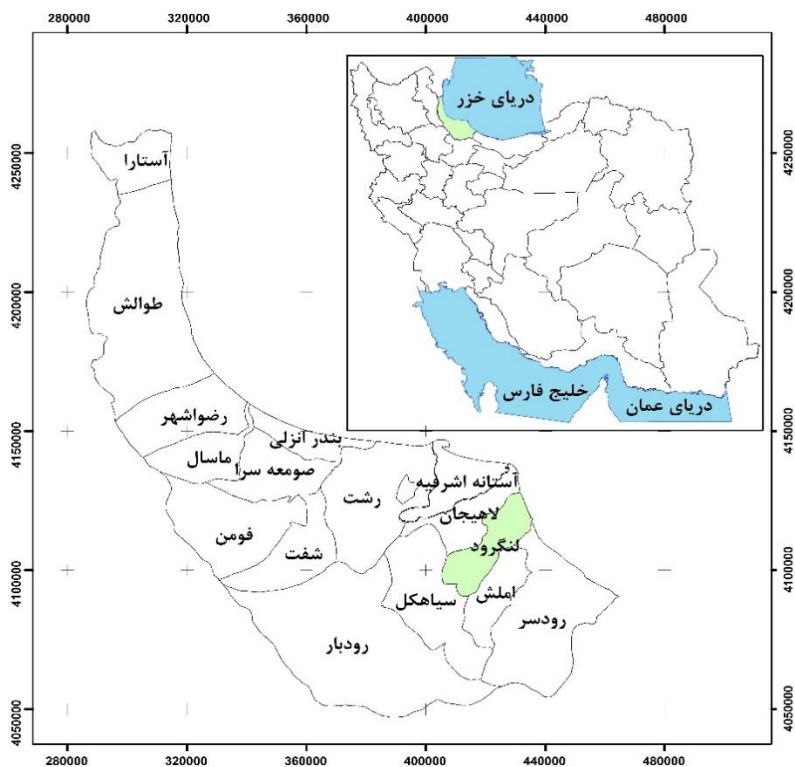 280000 320000 360000 400000 440000 480000
4250000
4200000
4150000
4100000
4050000
دریای خزر
خلیج فارس
دریای عمان
آستارا
طوالش
رضواشهر
ماسال
بندر انزلی
صومعه سرا
رشت
آستانه اشرفیه
لاهیجان
لنگرود
فومن
شفت
سیاهکل
املش
رودسر
رودبار
4250000
4200000
4150000
4100000
4050000
280000 320000 360000 400000 440000 480000